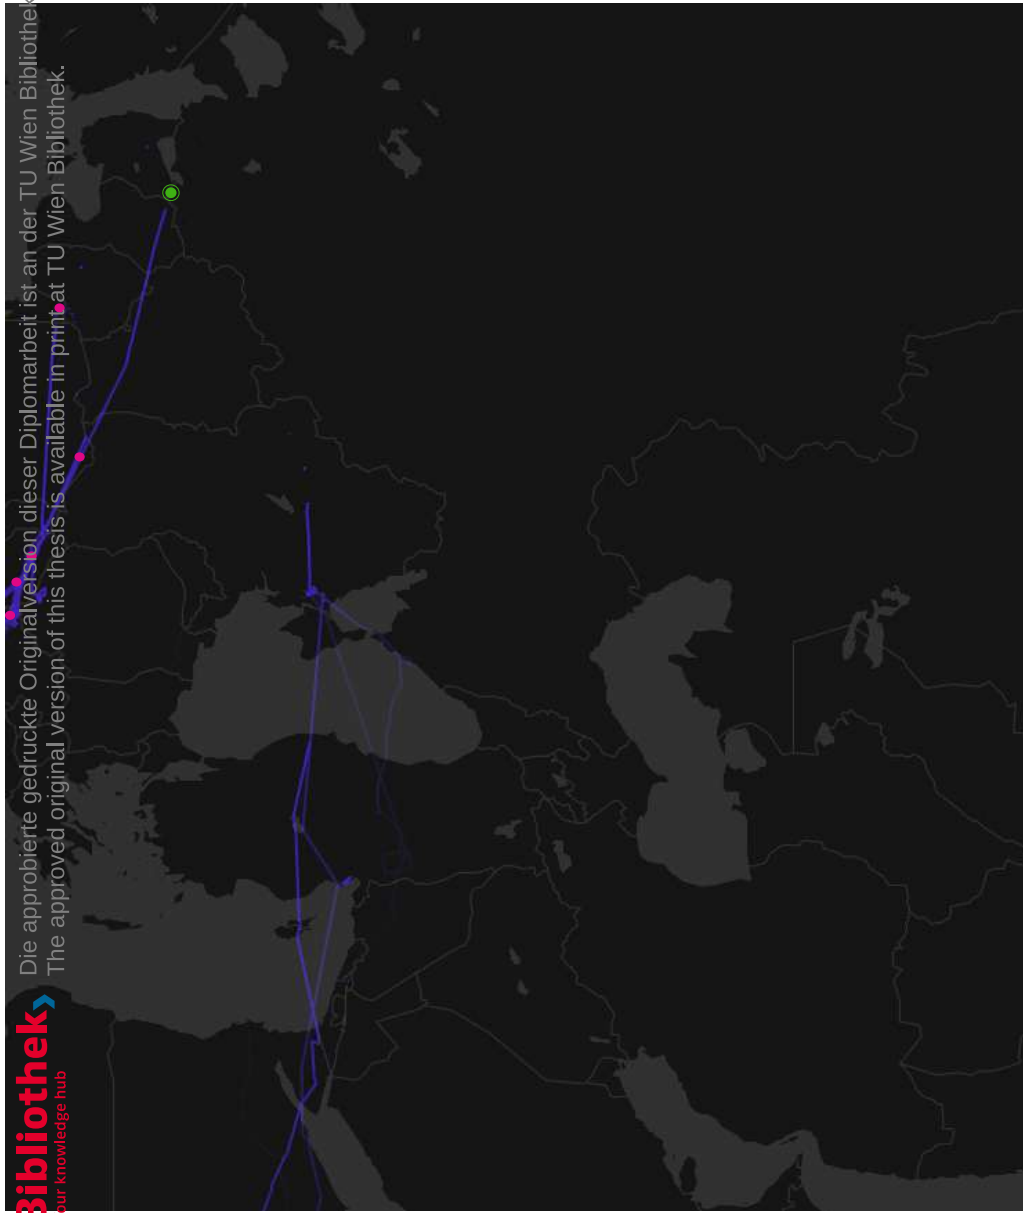 Die approbierte gedruckte Originalversion dieser Diplomarbeit ist an der TU Wien Bibliothek
The approved original version of this thesis is available in print at TU Wien Bibliothek.
Bibliothek
our knowledge hub